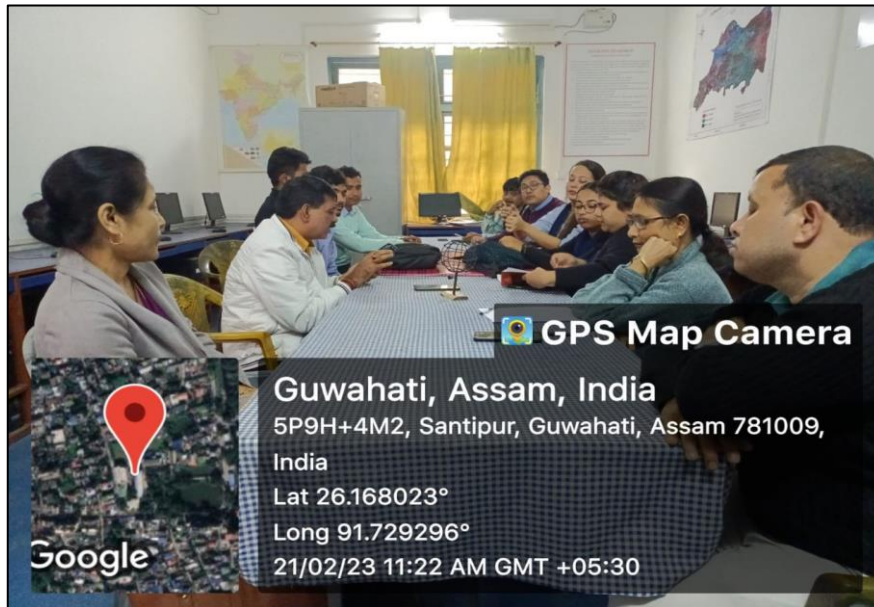 GPS Map Camera
Guwahati, Assam, India
5P9H+4M2, Santipur, Guwahati, Assam 781009,
India
Lat 26.168023°
Long 91.729296°
21/02/23 11:22 AM GMT +05:30
Google